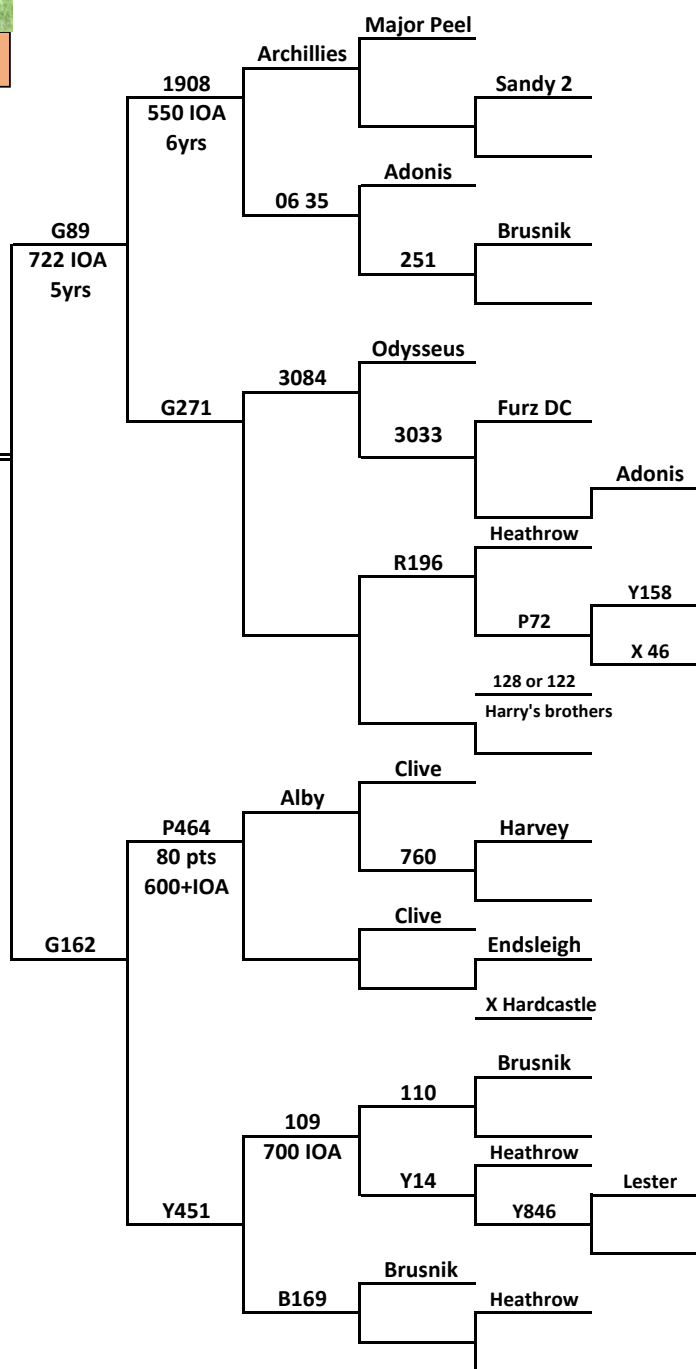 Major Peel
Archillies
1908
Sandy 2
550 IOA
6yrs
Adonis
06 35
G89
Brusnik
722 IOA
251
5yrs
Odysseus
3084
G271
Furz DC
3033
Adonis
Heathrow
R196
Y158
P72
X 46
128 or 122
Harry's brothers
Clive
Alby
P464
Harvey
80 pts
760
600+IOA
Clive
G162
Endsleigh
X Hardcastle
Brusnik
110
109
700 IOA
Heathrow
Y14
Lester
Y451
Y846
Brusnik
B169
Heathrow